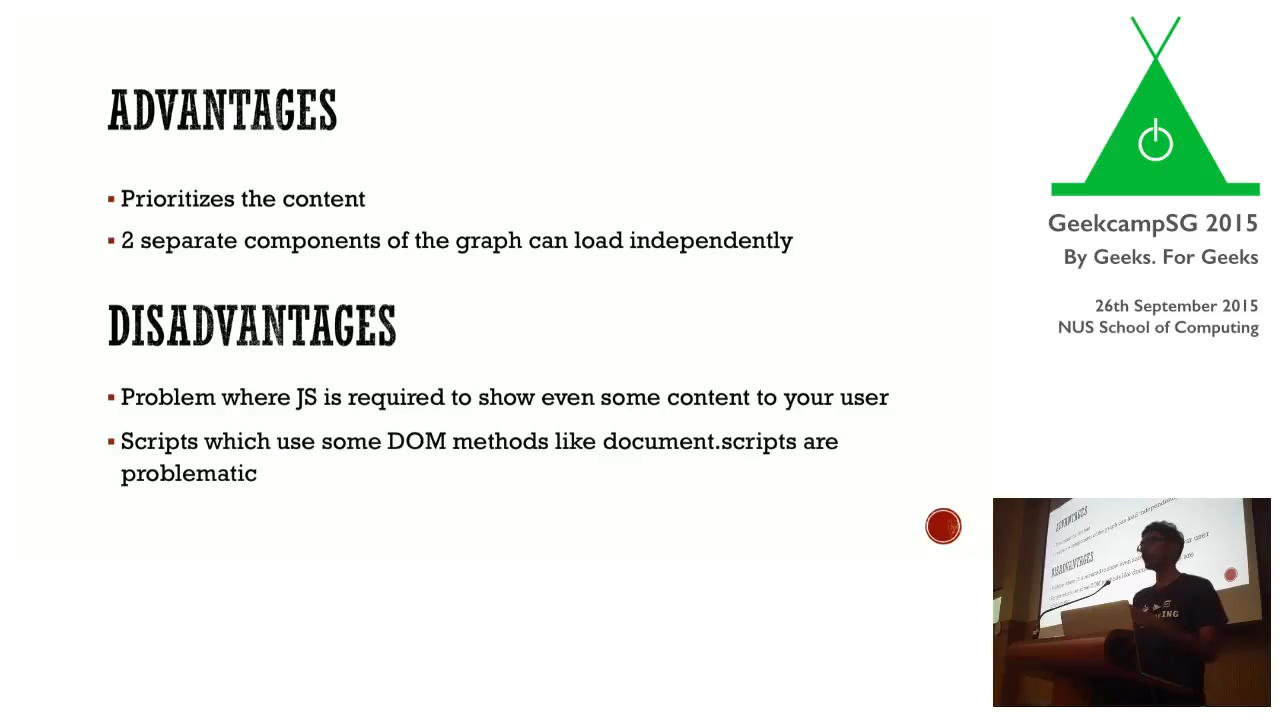 ADVANTAGES
▪ Prioritizes the content
▪ 2 separate components of the graph can load independently
DISADVANTAGES
▪ Problem where JS is required to show even some content to your user
▪ Scripts which use some DOM methods like document.scripts are
problematic
GeekcampSG 2015
By Geeks. For Geeks
26th September 2015
NUS School of Computing
ADVANTAGES
DISADVANTAGES